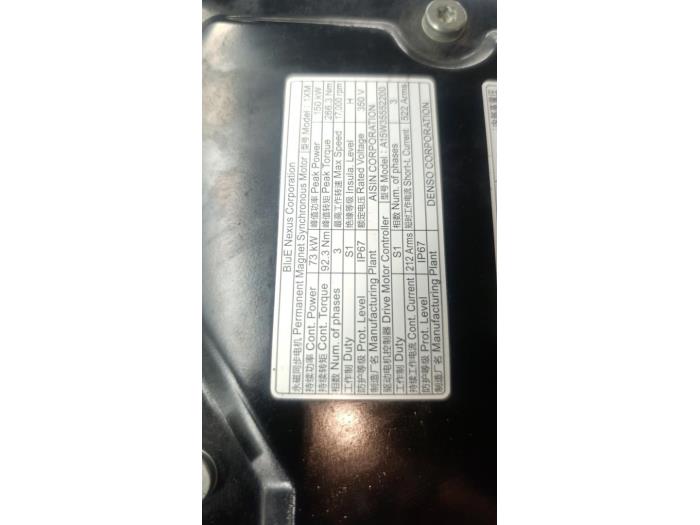 BluE Nexus Corporation
永磁同步电机 Permanent Magnet Synchronous Motor 型号 Model : 1XM
持续功率 Cont. Power 73 kW 峰值功率 Peak Power 150 kW
持续转矩 Cont. Torque 92.3 Nm 峰值转矩 Peak Torque 266.3 Nm
相数 Num. of phases 3 最高工作转速 Max Speed 17,000 rpm
工作制 Duty S1 绝缘等级 Insula. Level H
防护等级 Prot. Level IP67 额定电压 Rated Voltage 350 V
制造厂名 Manufacturing Plant AISIN CORPORATION
驱动电机控制器 Drive Motor Controller 型号 Model : A15W355S2200
工作制 Duty S1 相数 Num. of phases 3
持续工作电流 Cont. Current 212 Arms 短时工作电流 Short-t. Current 522 Arms
防护等级 Prot. Level IP67
制造厂名 Manufacturing Plant DENSO CORPORATION